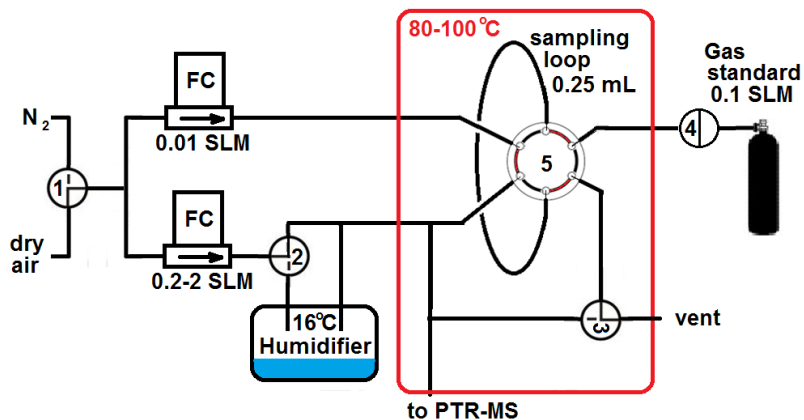 80-100°C
sampling
loop
0.25 mL
Gas
standard
0.1 SLM
FC
N2
0.01 SLM
4
5
1
FC
dry
air
2
0.2-2 SLM
16°C
Humidifier
3
vent
to PTR-MS